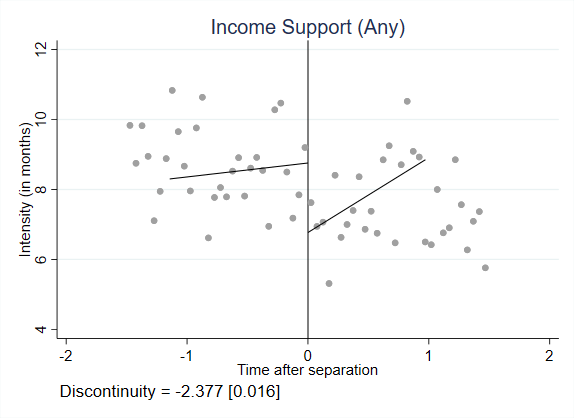 Income Support (Any)
12
10
8
6
4
Intensity (in months)
-2
-1
0
1
2
Time after separation
Discontinuity = -2.377 [0.016]